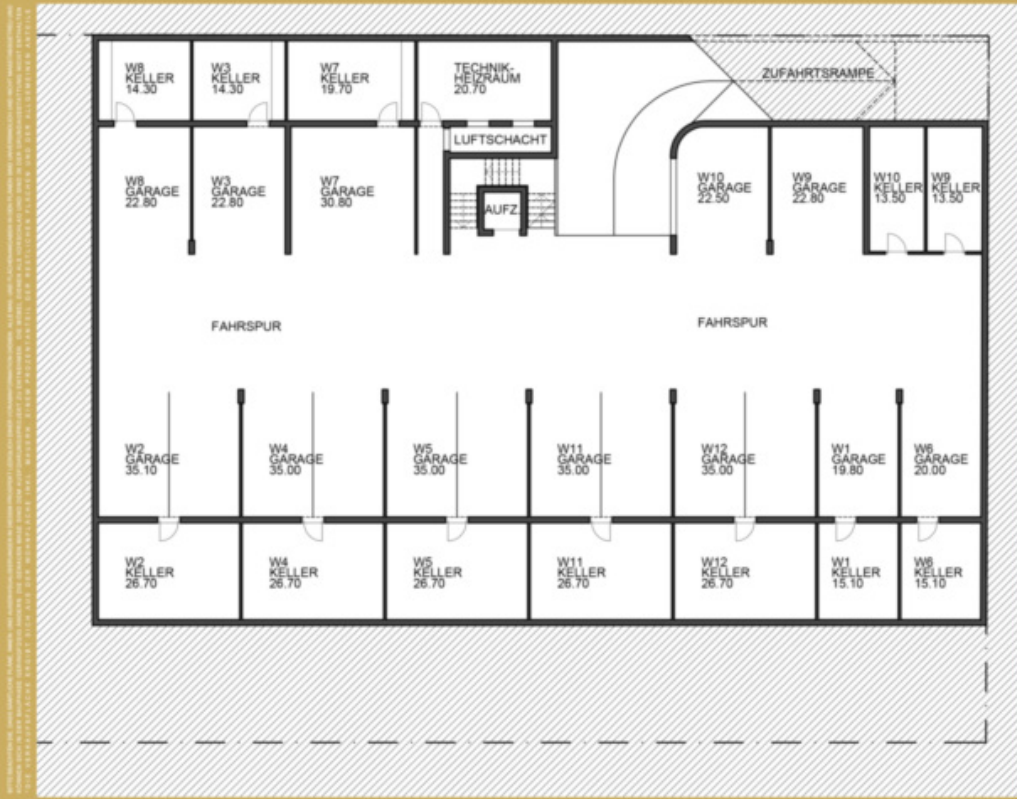 W8
KELLER
14.30
W3
KELLER
14.30
W7
KELLER
19.70
TECHNIK-
HEIZRAUM
20.70
ZUFAHRTSRAMPE
LUFTSCHACHT
W8
GARAGE
22.80
W3
GARAGE
22.80
W7
GARAGE
30.80
AUFZ.
W10
GARAGE
22.50
W9
GARAGE
22.80
W10
KELLER
13.50
W9
KELLER
13.50
FAHRSPUR
FAHRSPUR
W2
GARAGE
35.10
W4
GARAGE
35.00
W5
GARAGE
35.00
W11
GARAGE
35.00
W12
GARAGE
35.00
W1
GARAGE
19.80
W6
GARAGE
20.00
W2
KELLER
26.70
W4
KELLER
26.70
W5
KELLER
26.70
W11
KELLER
26.70
W12
KELLER
26.70
W1
KELLER
15.10
W6
KELLER
15.10